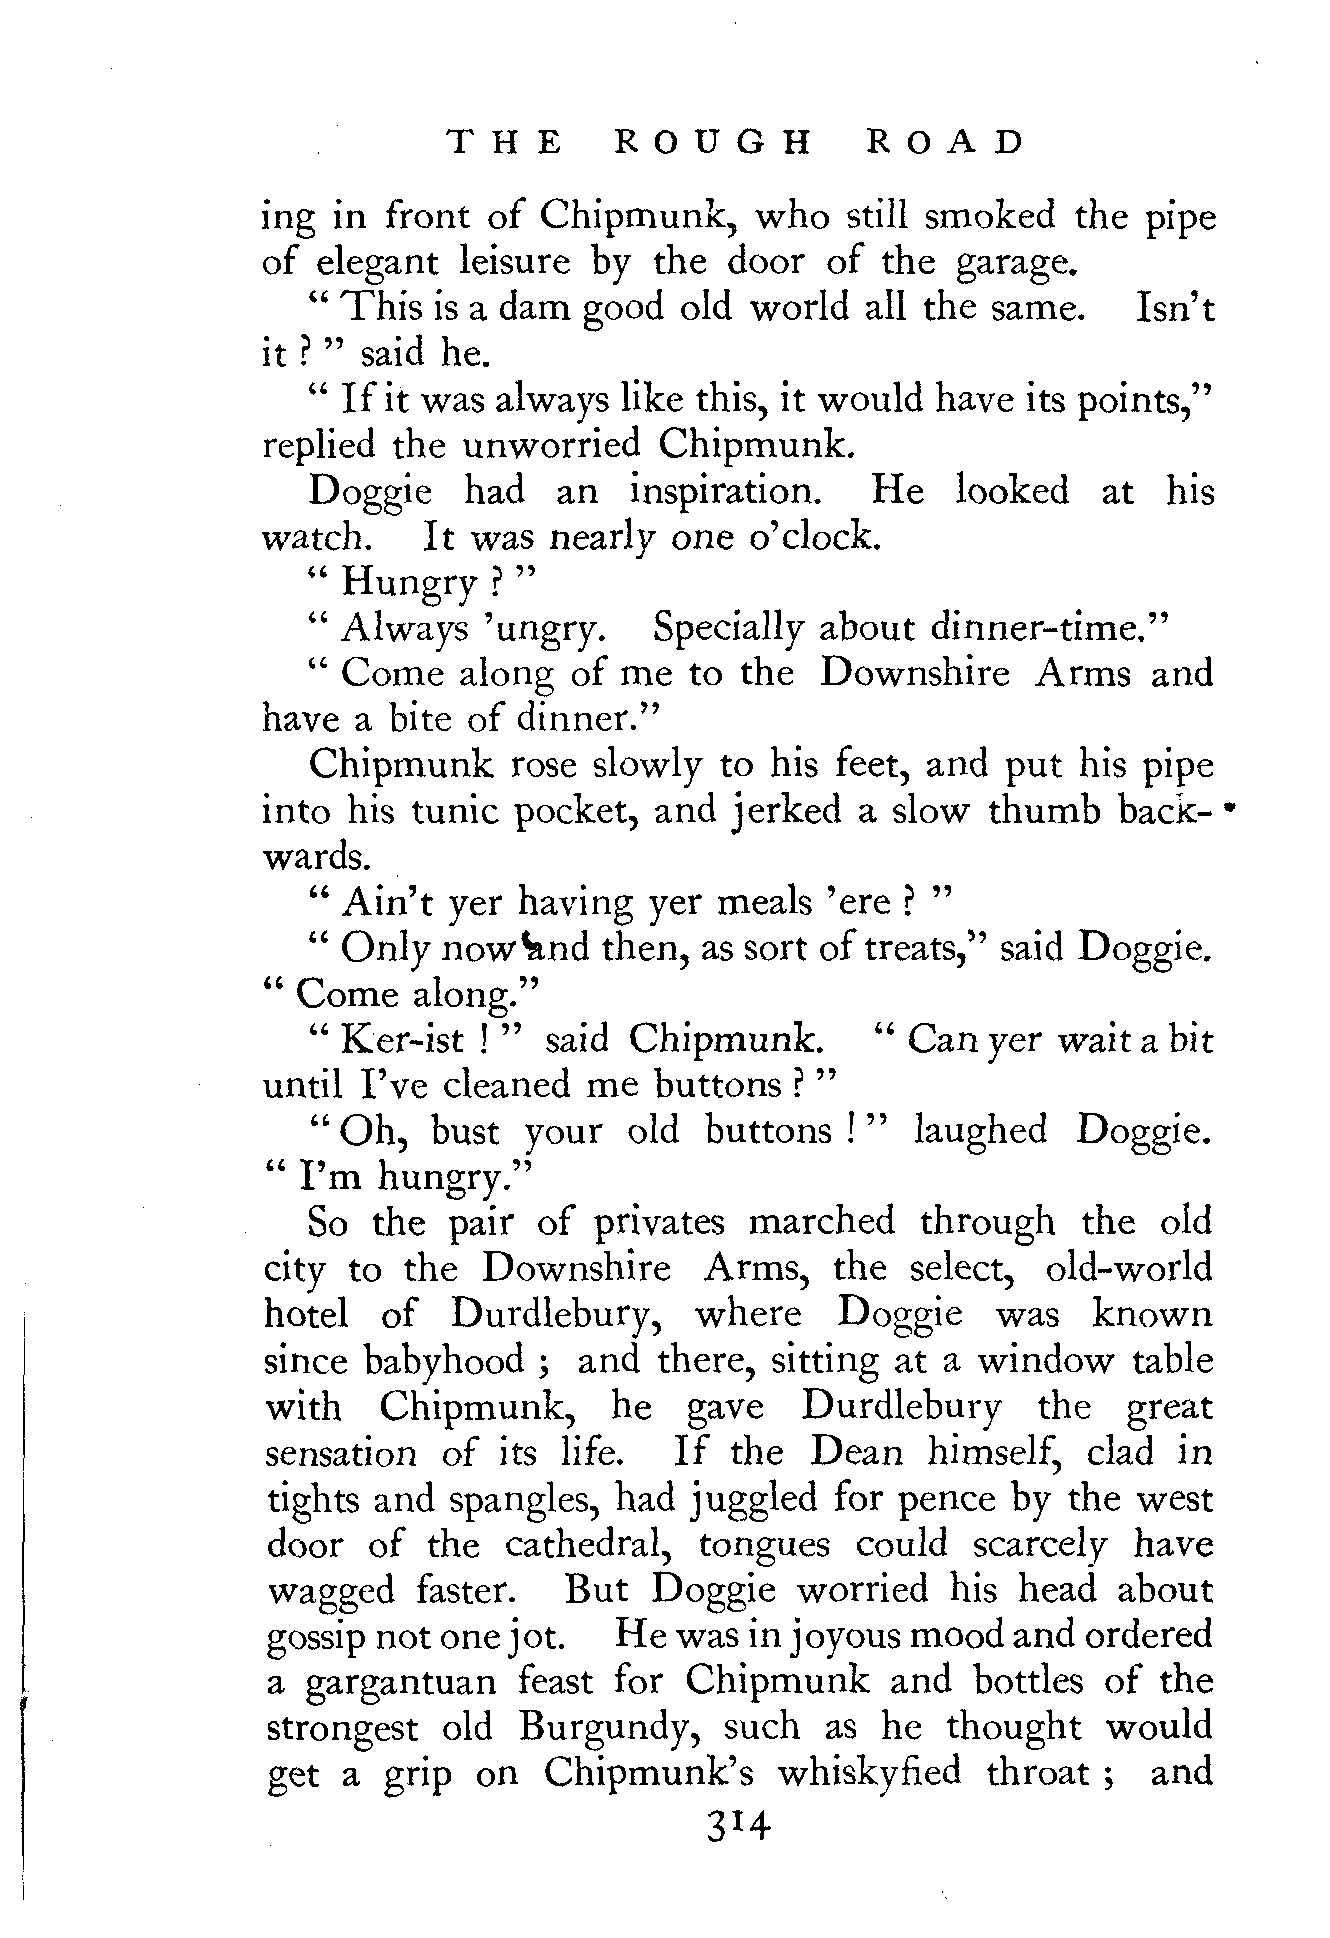 THE ROUGH ROAD
ing in front of Chipmunk, who still smoked the pipe
of elegant leisure by the door of the garage.
“ This is a dam good old world all the same. Isn’t
it ? ” said he.
“ If it was always like this, it would have its points,”
replied the unworried Chipmunk.
Doggie had an inspiration. He looked at his
watch. It was nearly one o’clock.
“ Hungry ? ”
“ Always ’ungry. Specially about dinner-time.”
“ Come along of me to the Downshire Arms and
have a bite of dinner.”
Chipmunk rose slowly to his feet, and put his pipe
into his tunic pocket, and jerked a slow thumb back-
wards.
“ Ain’t yer having yer meals ’ere ? ”
“ Only now and then, as sort of treats,” said Doggie.
“ Come along.”
“ Ker-ist ! ” said Chipmunk. “ Can yer wait a bit
until I’ve cleaned me buttons ? ”
“ Oh, bust your old buttons ! ” laughed Doggie.
“ I’m hungry.”
So the pair of privates marched through the old
city to the Downshire Arms, the select, old-world
hotel of Durdlebury, where Doggie was known
since babyhood ; and there, sitting at a window table
with Chipmunk, he gave Durdlebury the great
sensation of its life. If the Dean himself, clad in
tights and spangles, had juggled for pence by the west
door of the cathedral, tongues could scarcely have
wagged faster. But Doggie worried his head about
gossip not one jot. He was in joyous mood and ordered
a gargantuan feast for Chipmunk and bottles of the
strongest old Burgundy, such as he thought would
get a grip on Chipmunk’s whiskyfied throat ; and
314